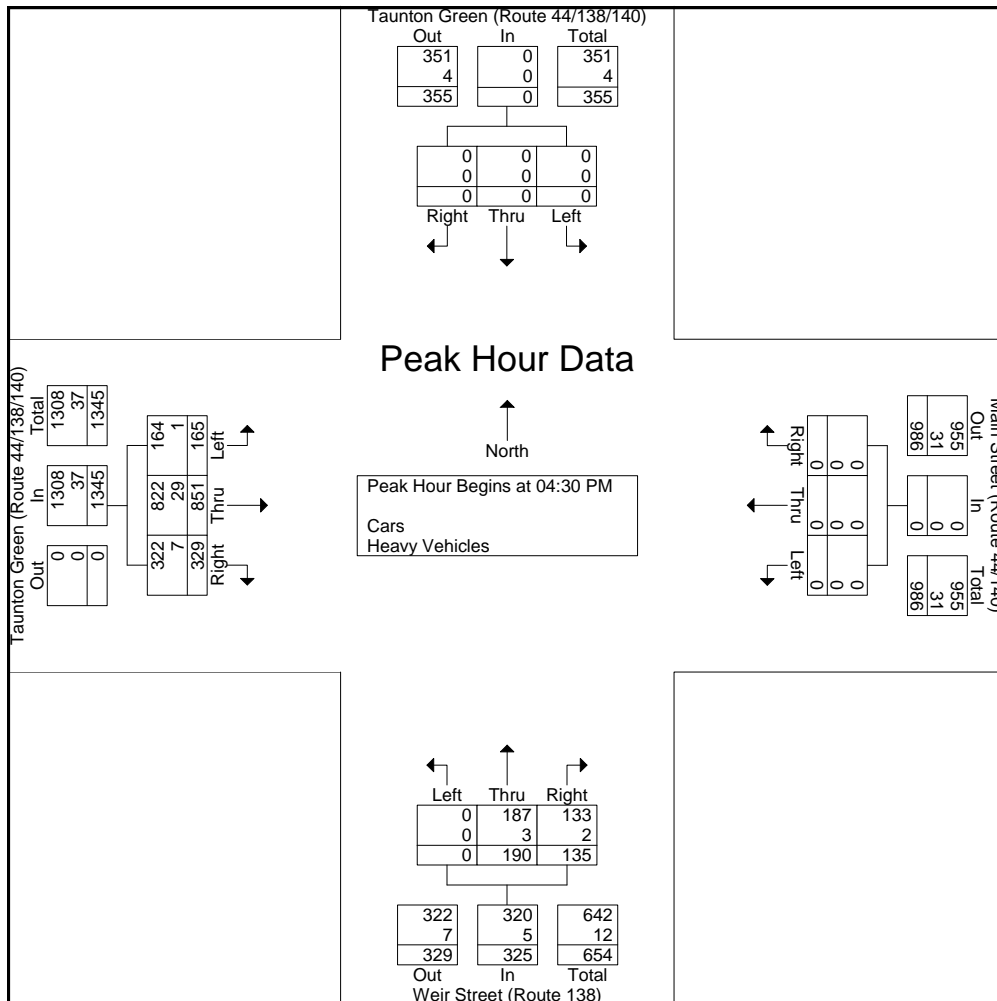 Taunton Green (Route 44/138/140)
Out In Total
351 0 351
4 0 4
355 0 355
0 0 0
0 0 0
0 0 0
Right Thru Left
Peak Hour Data
North
Peak Hour Begins at 04:30 PM
Cars
Heavy Vehicles
Taunton Green (Route 44/138/140)
Out In Total
0 1308 1308
0 37 37
0 1345 1345
322 822 164
7 29 1
329 851 165
Right Thru Left
Main Street (Route 44/140)
Out In Total
955 0 955
31 0 31
986 0 986
0 0 0
0 0 0
0 0 0
Right Thru Left
Left Thru Right
0 187 133
0 3 2
0 190 135
322 320 642
7 5 12
329 325 654
Out In Total
Weir Street (Route 138)